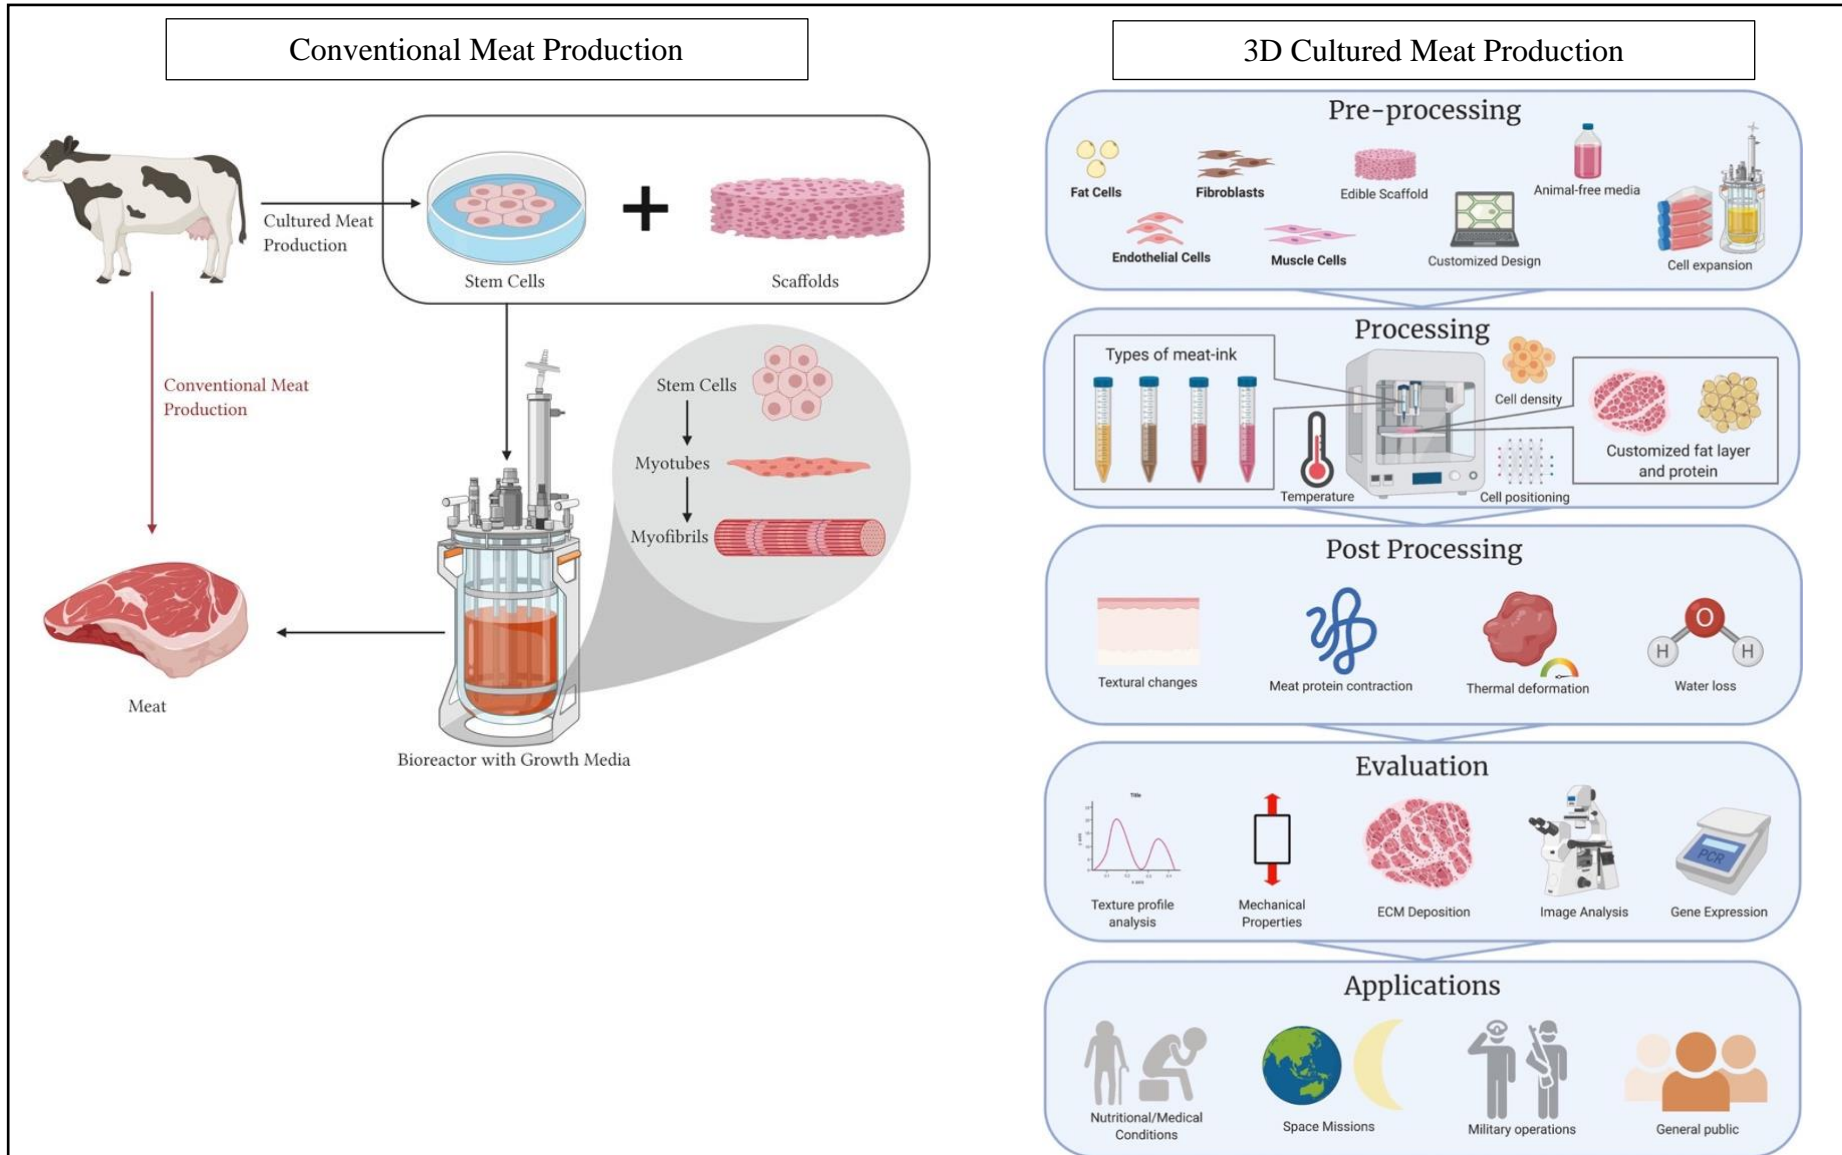 Conventional Meat Production
Cultured Meat
Production
Stem Cells
Scaffolds
Conventional Meat
Production
Stem Cells
Myotubes
Myofibrils
Meat
Bioreactor with Growth Media
3D Cultured Meat Production
Pre-processing
Fat Cells
Fibroblasts
Edible Scaffold
Animal-free media
Endothelial Cells
Muscle Cells
Customized Design
Cell expansion
Processing
Types of meat-ink
Cell density
Temperature
Cell positioning
Customized fat layer
and protein
Post Processing
O
H
H
Textural changes
Meat protein contraction
Thermal deformation
Water loss
Evaluation
Title
PCR
Texture profile
analysis
Mechanical
Properties
ECM Deposition
Image Analysis
Gene Expression
Applications
Nutritional/Medical
Conditions
Space Missions
Military operations
General public